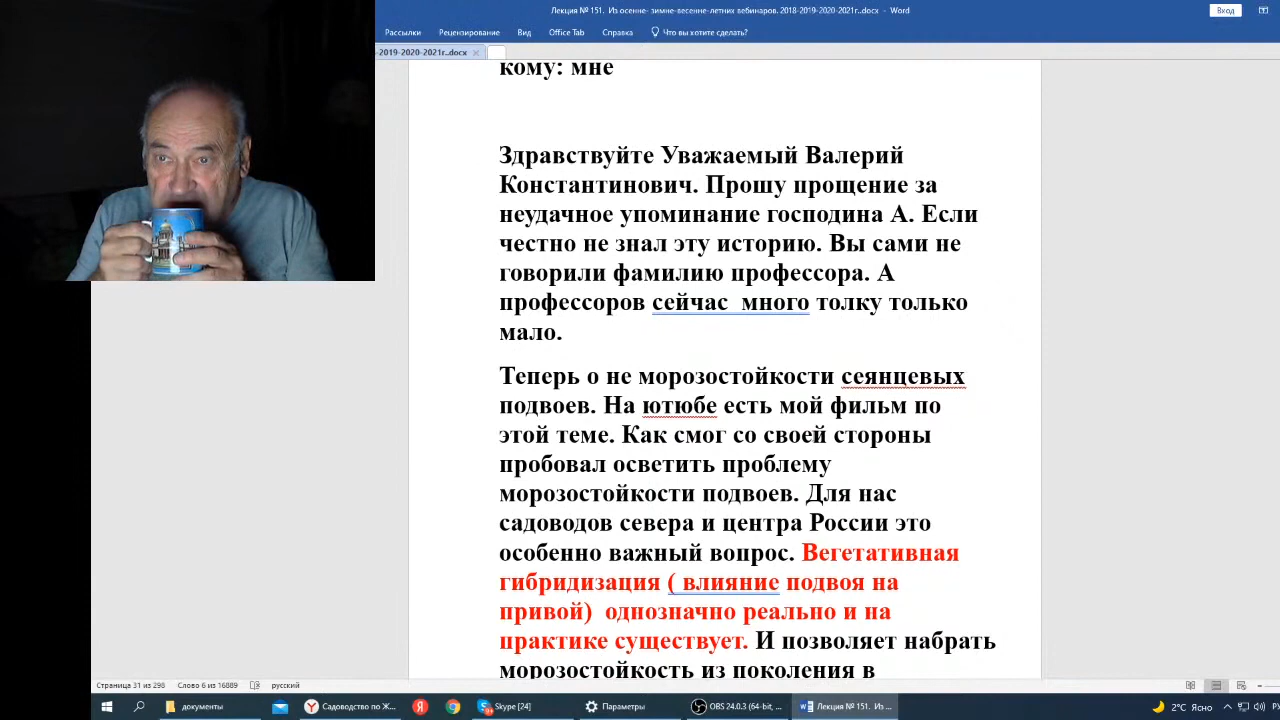 Лекция № 151. Из осенне- зимне-весенне-летних вебинаров. 2018-2019-2020-2021г..docx - Word
Вход
Рассылки Рецензирование Вид Office Tab Справка Что вы хотите сделать?
-2019-2020-2021г..docx
кому: мне
Здравствуйте Уважаемый Валерий
Константинович. Прошу прощение за
неудачное упоминание господина А. Если
честно не знал эту историю. Вы сами не
говорили фамилию профессора. А
профессоров сейчас много толку только
мало.
Теперь о не морозостойкости сеянцевых
подвоев. На ютюбе есть мой фильм по
этой теме. Как смог со своей стороны
пробовал осветить проблему
морозостойкости подвоев. Для нас
садоводов севера и центра России это
особенно важный вопрос. Вегетативная
гибридизация ( влияние подвоя на
привой) однозначно реально и на
практике существует. И позволяет набрать
морозостойкость из поколения в
Страница 31 из 298 Слово 6 из 16889 русский
документы Садоводство по Ж... Skype [24] Параметры OBS 24.0.3 (64-bit, ... Лекция № 151. Из ... 2°C Ясно